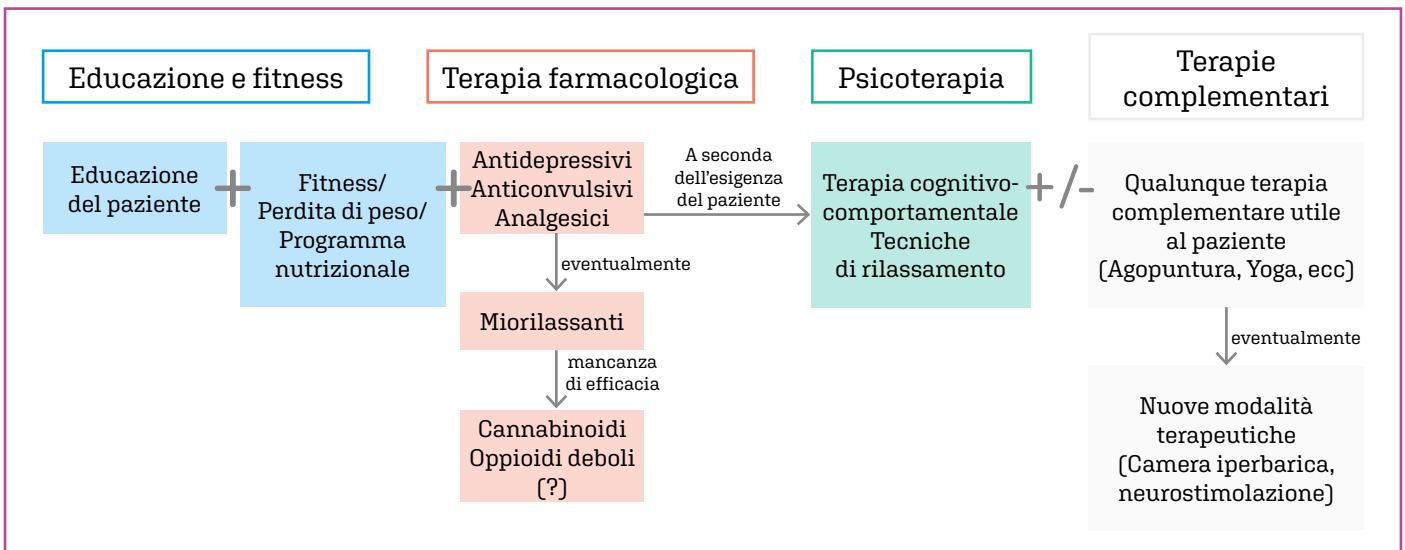 Educazione e fitness
Terapia farmacologica
Psicoterapia
Terapie
complementari
Educazione
del paziente
+
Fitness/
Perdita di peso/
Programma
nutrizionale
+
Antidepressivi
Anticonvulsivi
Analgesici
A seconda
dell'esigenza
del paziente
Terapia cognitivo-
comportamentale
Tecniche
di rilassamento
+/-
Qualunque terapia
complementare utile
al paziente
(Agopuntura, Yoga, ecc)
eventualmente
Miorilassanti
mancanza
di efficacia
Cannabinoidi
Oppioidi deboli
(?)
eventualmente
Nuove modalità
terapeutiche
(Camera iperbarica,
neurostimolazione)